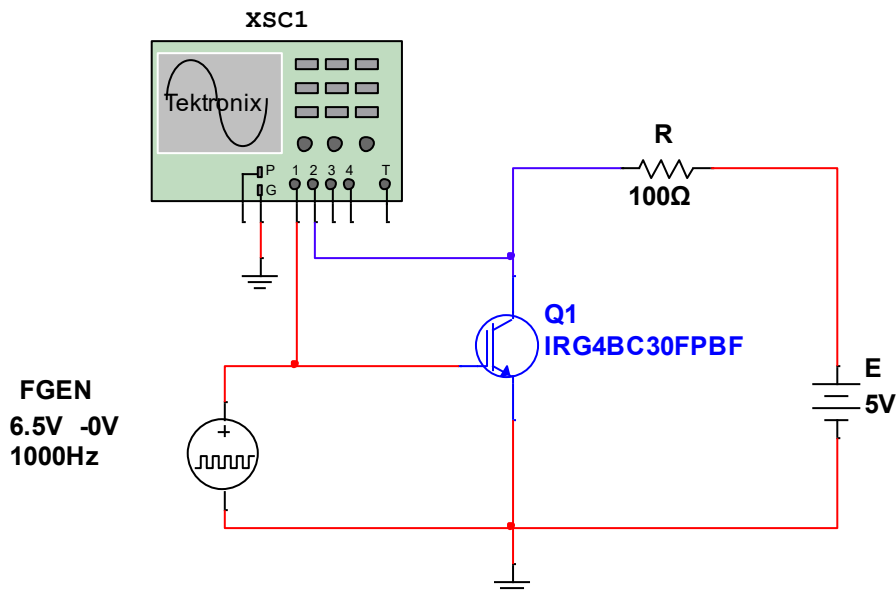 XSC1
Tektronix
P
G
1 2 3 4 T
R
100Ω
Q1
IRG4BC30FPBF
E
5V
FGEN
6.5V -0V
1000Hz